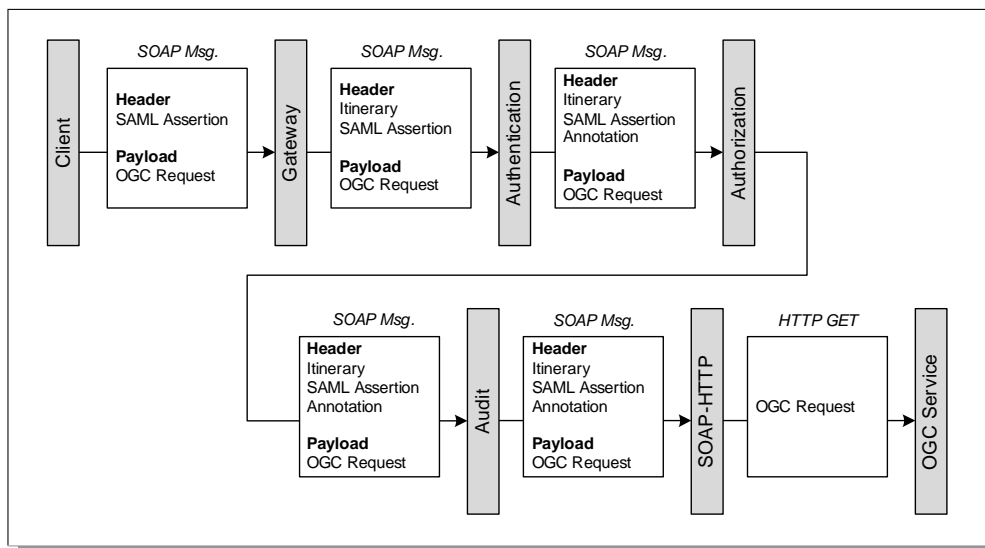 Client
SOAP Msg.
Header
SAML Assertion
Payload
OGC Request
Gateway
SOAP Msg.
Header
Itinerary
SAML Assertion
Payload
OGC Request
Authentication
SOAP Msg.
Header
Itinerary
SAML Assertion
Annotation
Payload
OGC Request
Authorization
SOAP Msg.
Header
Itinerary
SAML Assertion
Annotation
Payload
OGC Request
Audit
SOAP Msg.
Header
Itinerary
SAML Assertion
Annotation
Payload
OGC Request
SOAP-HTTP
HTTP GET
OGC Request
OGC Service